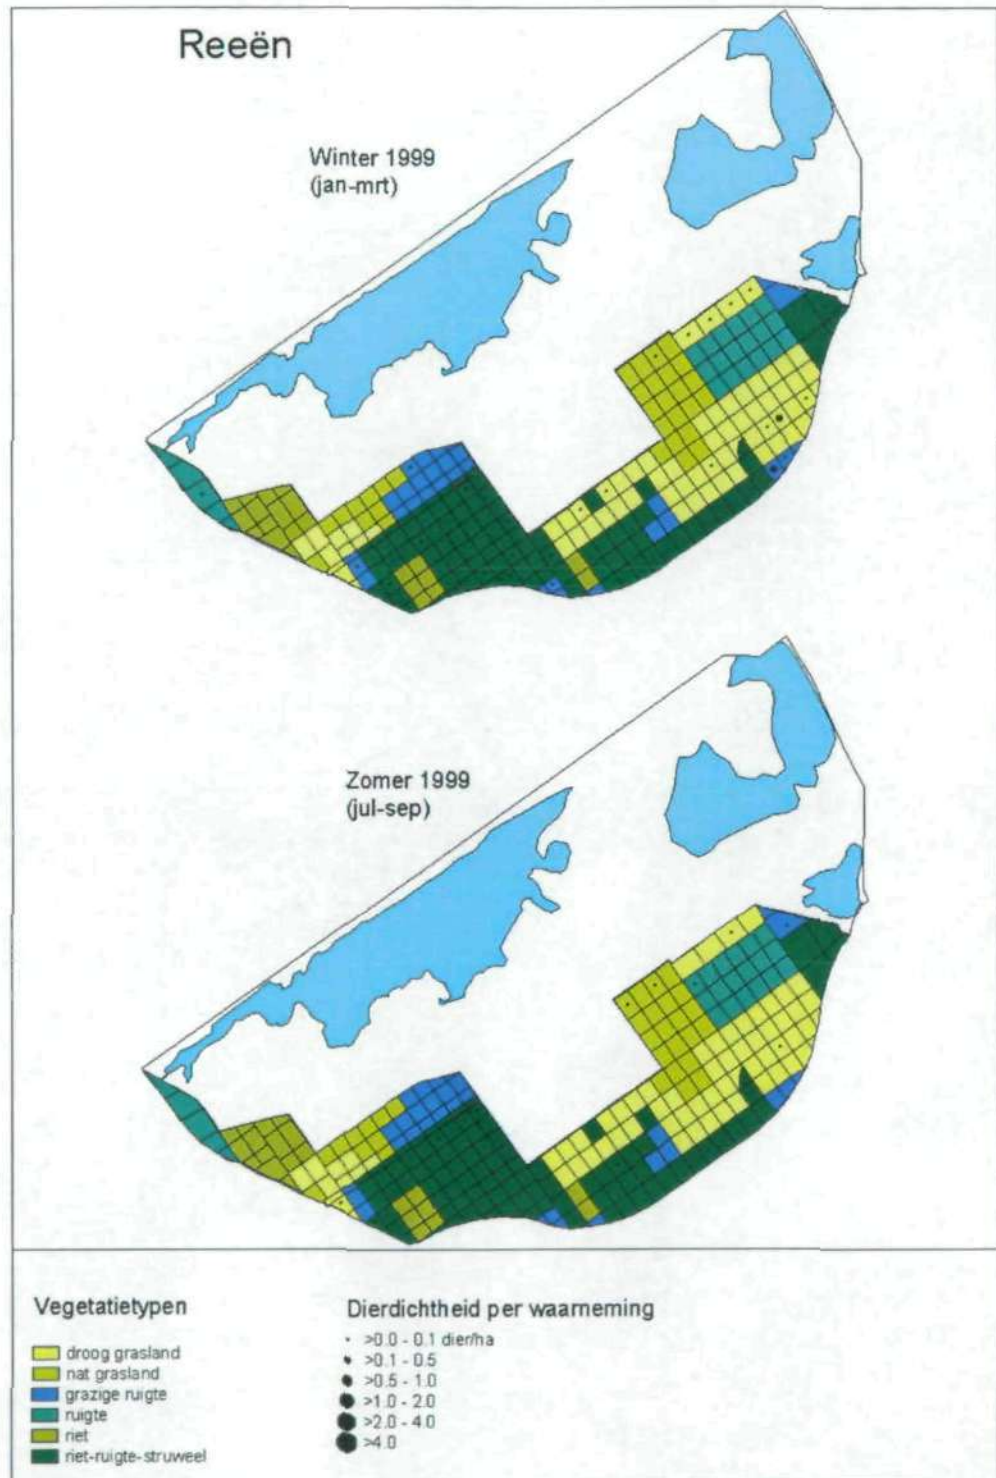 Reeën
Winter 1999
(jan-mrt)
Zomer 1999
(jul-sep)
Vegetatietypen
droog grasland
nat grasland
grazige ruigte
ruigte
riet
riet-ruigte-struweel
Dierdichtheid per waarneming
>0.0 - 0.1 dier/ha
>0.1 - 0.5
>0.5 - 1.0
>1.0 - 2.0
>2.0 - 4.0
>4.0